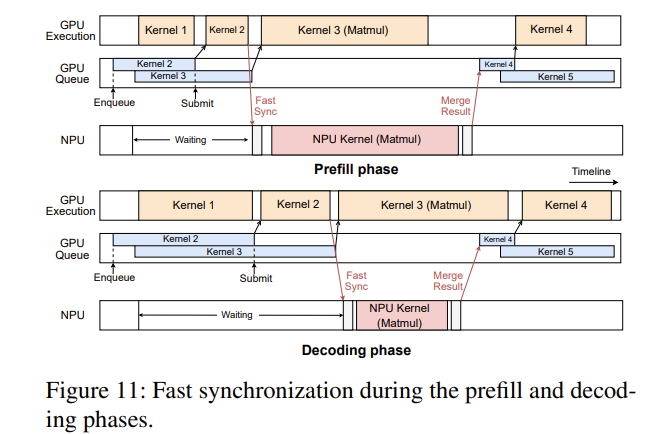 GPU
Execution
Kernel 1
Kernel 2
Kernel 3 (Matmul)
Kernel 4
GPU
Queue
Kernel 2
Kernel 3
Kernel 4
Kernel 5
Enqueue
Submit
Fast
Sync
Merge
Result
NPU
Waiting
NPU Kernel (Matmul)
Prefill phase
Timeline
GPU
Execution
Kernel 1
Kernel 2
Kernel 3 (Matmul)
Kernel 4
GPU
Queue
Kernel 2
Kernel 3
Kernel 4
Kernel 5
Enqueue
Submit
Fast
Sync
Merge
Result
NPU
Waiting
NPU Kernel
(Matmul)
Decoding phase
Figure 11: Fast synchronization during the prefill and decod-
ing phases.